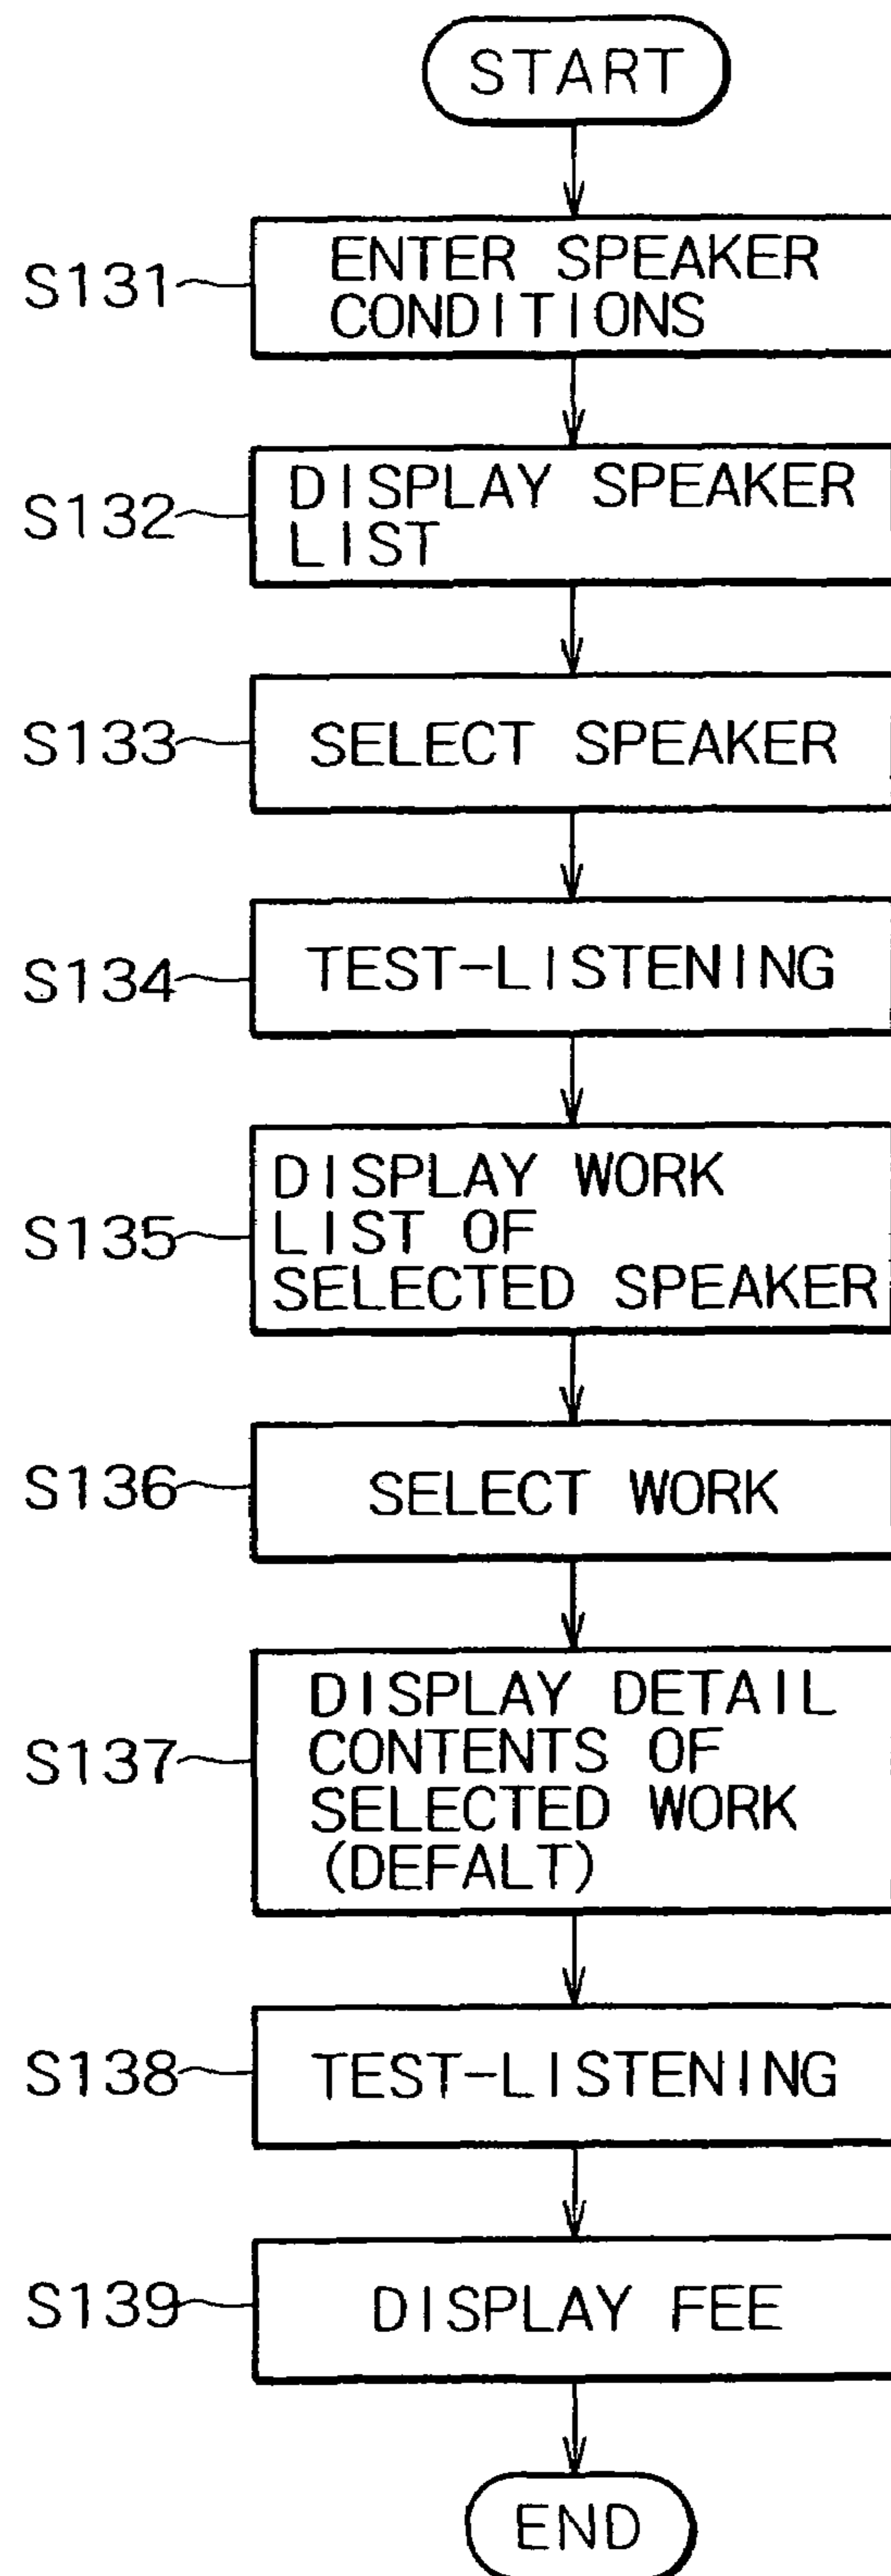 START
S131
ENTER SPEAKER
CONDITIONS
S132
DISPLAY SPEAKER
LIST
S133
SELECT SPEAKER
S134
TEST-LISTENING
S135
DISPLAY WORK
LIST OF
SELECTED SPEAKER
S136
SELECT WORK
S137
DISPLAY DETAIL
CONTENTS OF
SELECTED WORK
(DEFALT)
S138
TEST-LISTENING
S139
DISPLAY FEE
END